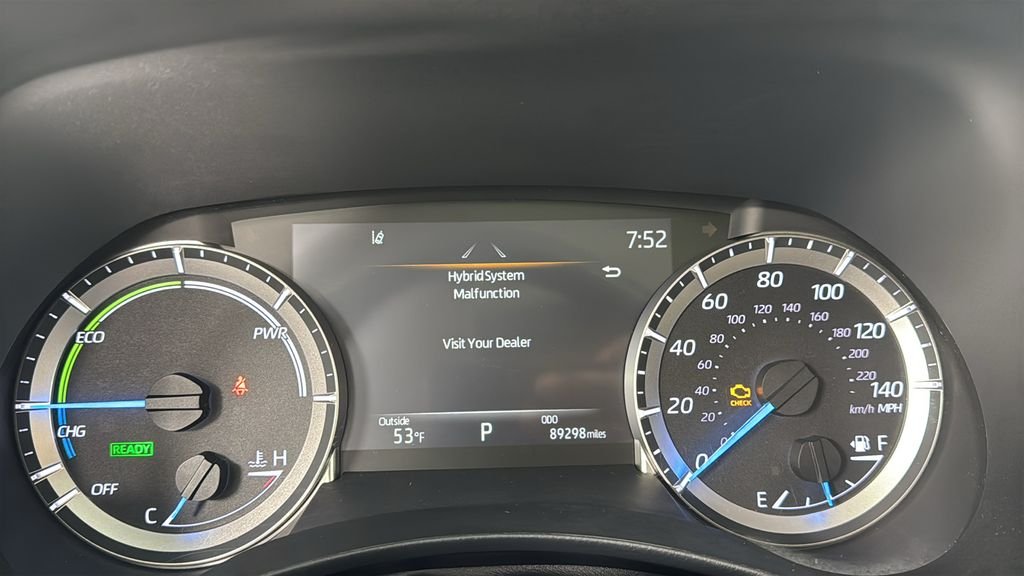 7:52
Hybrid System
Malfunction
Visit Your Dealer
Outside
53°F
P
ODO
89298 miles
ECO
PWR
CHG
READY
OFF
C
H
0
20
40
60
80
100
120
140
20
40
60
80
100
120
140
160
180
200
220
km/h MPH
CHECK
E
F